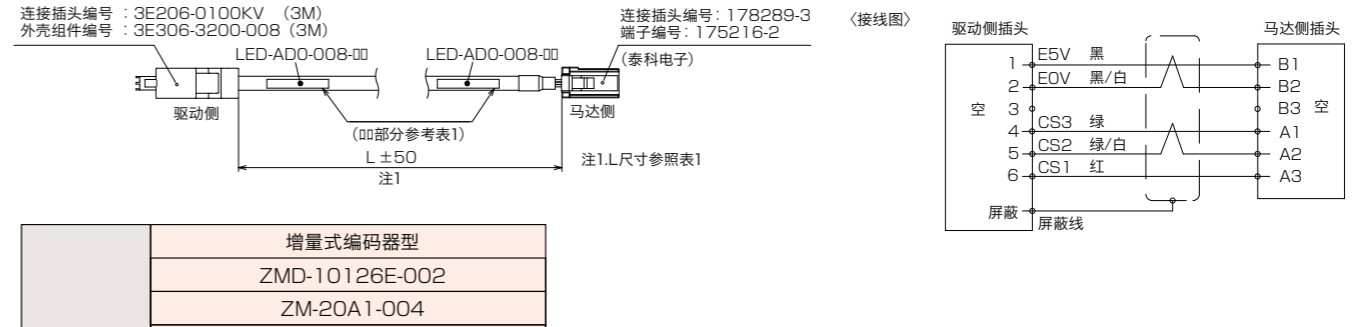 连接插头编号 ：3E206-0100KV （3M）
外壳组件编号 ：3E306-3200-008（3M）
LED-AD0-008-□□
LED-AD0-008-□□
连接插头编号：178289-3
端子编号：175216-2
（泰科电子）
驱动侧
马达侧
（□□部分参考表1）
L±50
注1
注1.L尺寸参照表1
〈接线图〉
驱动侧插头
马达侧插头
1 E5V 黑 B1
2 E0V 黑/白 B2
空 3 B3 空
4 CS3 绿 A1
5 CS2 绿/白 A2
6 CS1 红 A3
屏蔽
屏蔽线
增量式编码器型
ZMD-10126E-002
ZM-20A1-004